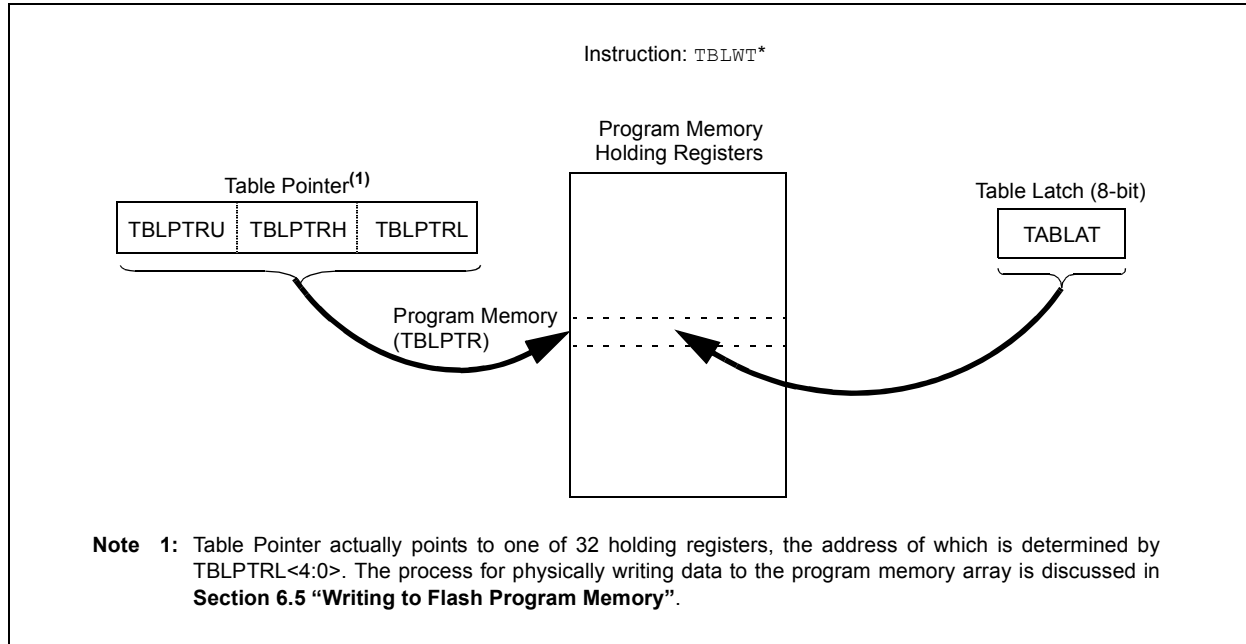 Instruction: TBLWT*
Program Memory
Holding Registers
Table Pointer(1)
Table Latch (8-bit)
TBLPTRU TBLPTRH TBLPTRL
TABLAT
Program Memory
(TBLPTR)
Note 1: Table Pointer actually points to one of 32 holding registers, the address of which is determined by
TBLPTRL<4:0>. The process for physically writing data to the program memory array is discussed in
Section 6.5 “Writing to Flash Program Memory”.